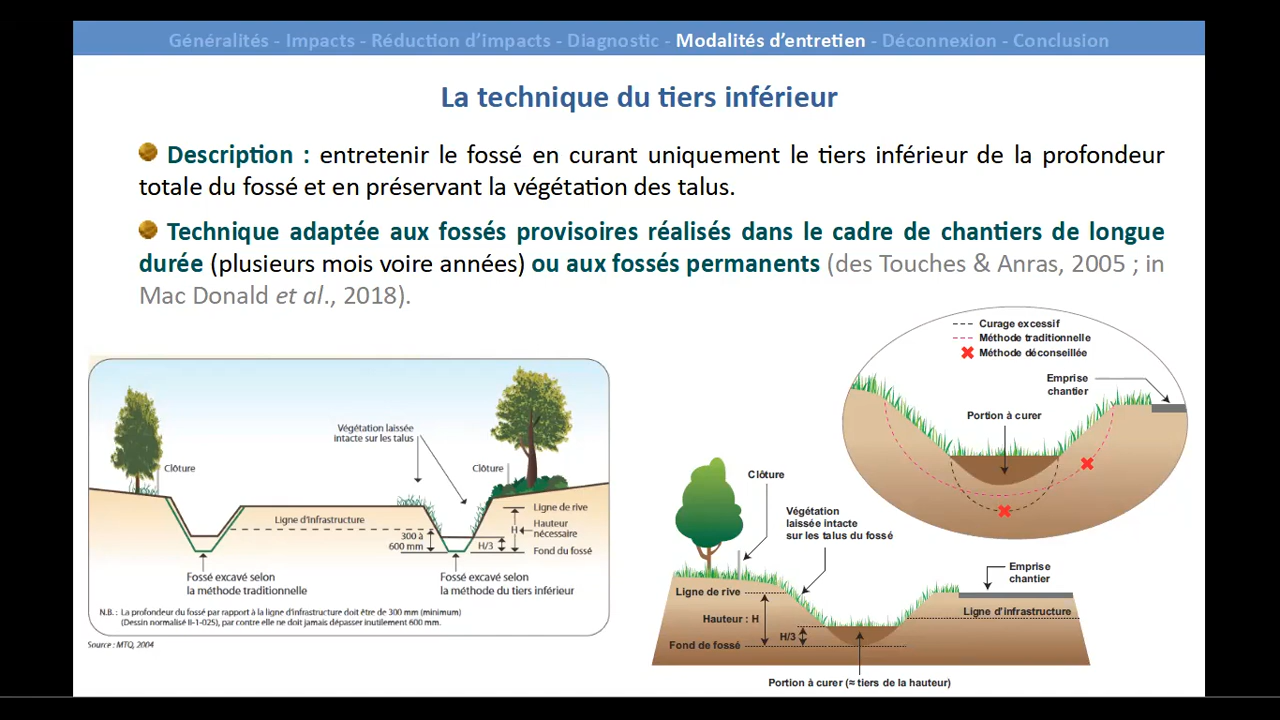 Généralités - Impacts - Réduction d’impacts - Diagnostic - Modalités d’entretien - Déconnexion - Conclusion
La technique du tiers inférieur
Description : entretenir le fossé en curant uniquement le tiers inférieur de la profondeur
totale du fossé et en préservant la végétation des talus.
Technique adaptée aux fossés provisoires réalisés dans le cadre de chantiers de longue
durée (plusieurs mois voire années) ou aux fossés permanents (des Touches & Anras, 2005 ; in
Mac Donald et al., 2018).
Végétation laissée
intacte sur les talus
Clôture
Clôture
Ligne d'Infrastructure
300 à
600 mm
H/3
H
Ligne de rive
Hauteur
nécessaire
Fond du fossé
Fossé excavé selon
la méthode traditionnelle
Fossé excavé selon
la méthode du tiers inférieur
N.B. : La profondeur du fossé par rapport à la ligne d'infrastructure doit être de 300 mm (minimum)
(Dessin normalisé II-1-025), par contre elle ne doit jamais dépasser inutilement 600 mm.
Source : MTQ, 2004
Curage excessif
Méthode traditionnelle
Méthode déconseillée
Emprise
chantier
Portion à curer
Clôture
Végétation
laissée intacte
sur les talus du fossé
Emprise
chantier
Ligne de rive
Ligne d'infrastructure
Hauteur : H
H/3
Fond de fossé
Portion à curer (≈ tiers de la hauteur)